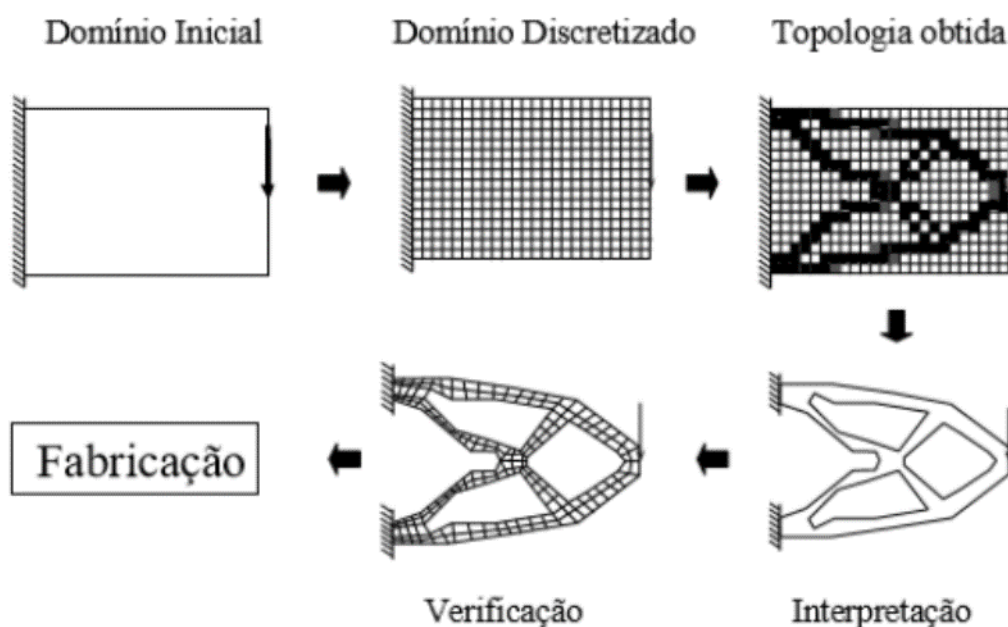 Domínio Inicial
Domínio Discretizado
Topologia obtida
Fabricação
Verificação
Interpretação